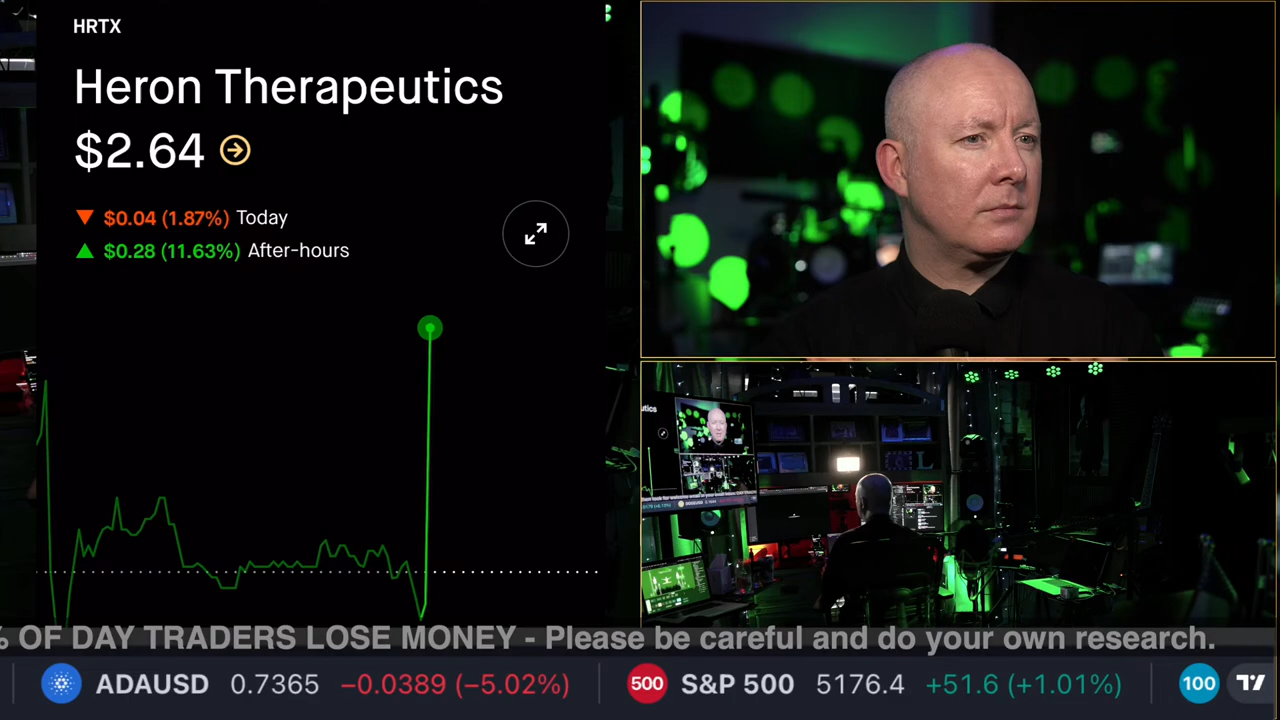 HRTX
Heron Therapeutics
$2.64
▼ $0.04 (1.87%) Today
▲ $0.28 (11.63%) After-hours
% OF DAY TRADERS LOSE MONEY - Please be careful and do your own research.
ADAUSD 0.7365 −0.0389 (−5.02%) 500 S&P 500 5176.4 +51.6 (+1.01%) 100